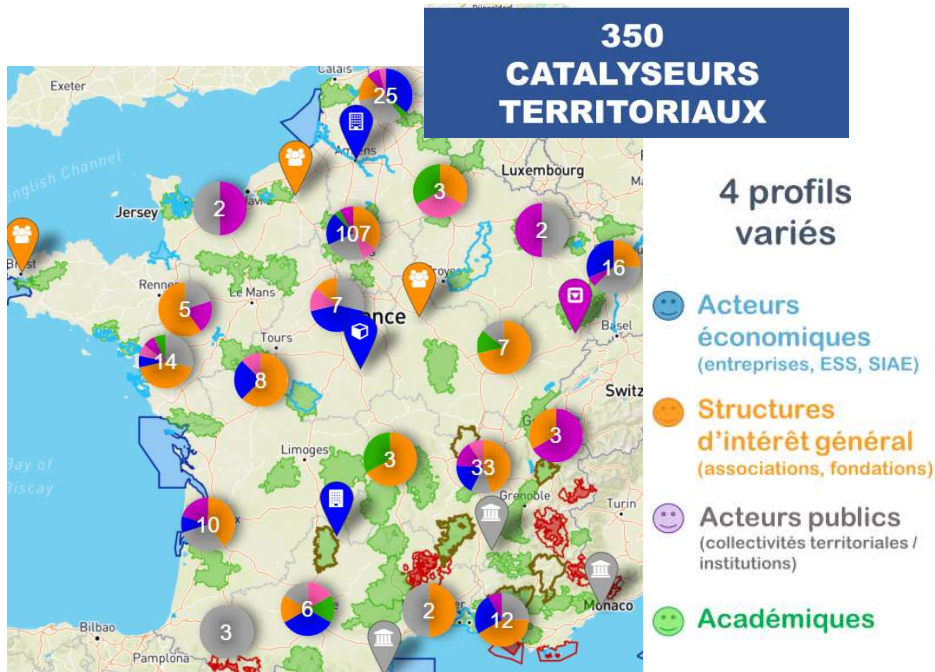 350
CATALYSEURS
TERRITORIAUX
Calais
Exeter
25
English Channel
Luxembourg
4 profils
variés
3
Jersey
2
107
2
16
Rennes
Le Mans
5
7
Basel
Acteurs
économiques
(entreprises, ESS, SIAE)
14
Tours
8
7
Switz
Structures
d'intérêt général
(associations, fondations)
Limoges
3
33
3
Bay of
Biscay
Grenoble
Turin
10
Acteurs publics
(collectivités territoriales /
institutions)
Monaco
6
2
12
Bilbao
3
Pamplona
Académiques